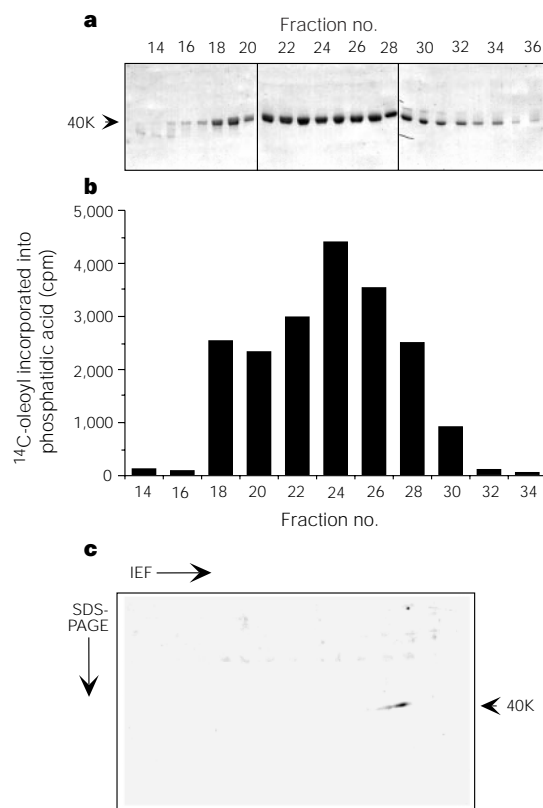 a
Fraction no.
14 16 18 20 22 24 26 28 30 32 34 36
40K
b
¹⁴C-oleoyl incorporated into
phosphatidic acid (cpm)
5,000
4,000
3,000
2,000
1,000
0
14 16 18 20 22 24 26 28 30 32 34
Fraction no.
c
IEF
SDS-
PAGE
40K